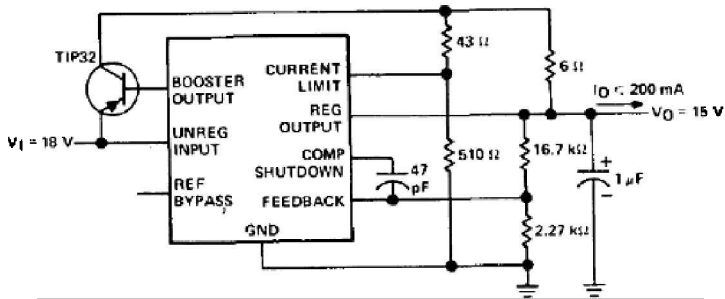 TIP32
43 Ω
6 Ω
BOOSTER
OUTPUT
CURRENT
LIMIT
I_O < 200 mA
REG
OUTPUT
V_O = 15 V
V_I = 18 V
UNREG
INPUT
COMP
SHUTDOWN
47
pF
510 Ω
16.7 kΩ
+
1 µF
−
REF
BYPASS
FEEDBACK
2.27 kΩ
GND